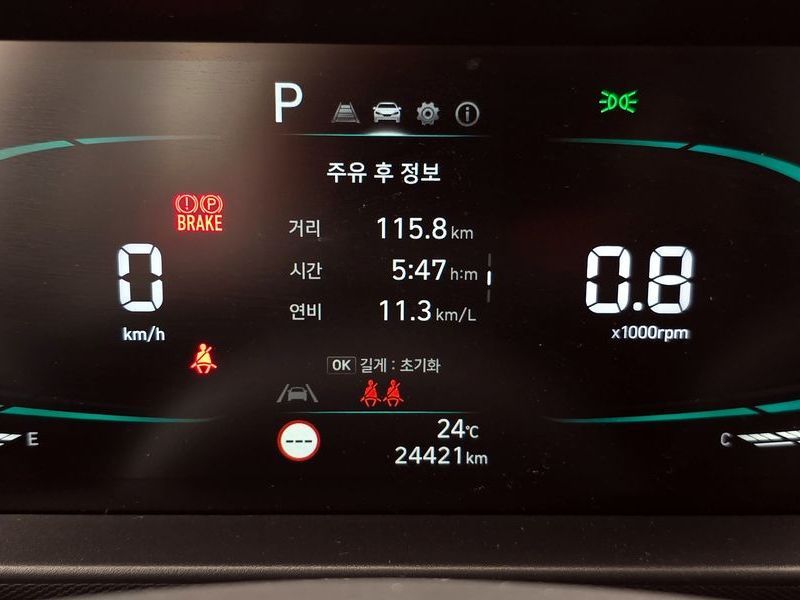 P
i
주유 후 정보
! P
BRAKE
거리 115.8 km
시간 5:47 h:m
연비 11.3 km/L
0
km/h
0.8
x1000rpm
OK 길게 : 초기화
E
---
24℃
24421 km
C